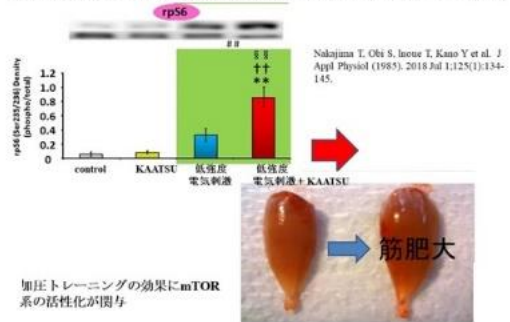 rpS6
##
§ §
† †
* *
rpS6 (Ser235/236) Density
(phospho/total)
1.2
1.0
0.8
0.6
0.4
0.2
0
control
KAATSU
低強度
電気刺激
低強度
電気刺激+KAATSU
Nakajima T, Obi S, Inoue T, Kano Y et al. J
Appl Physiol (1985). 2018 Jul 1;125(1):134-
145.
筋肥大
加圧トレーニングの効果にmTOR
系の活性化が関与